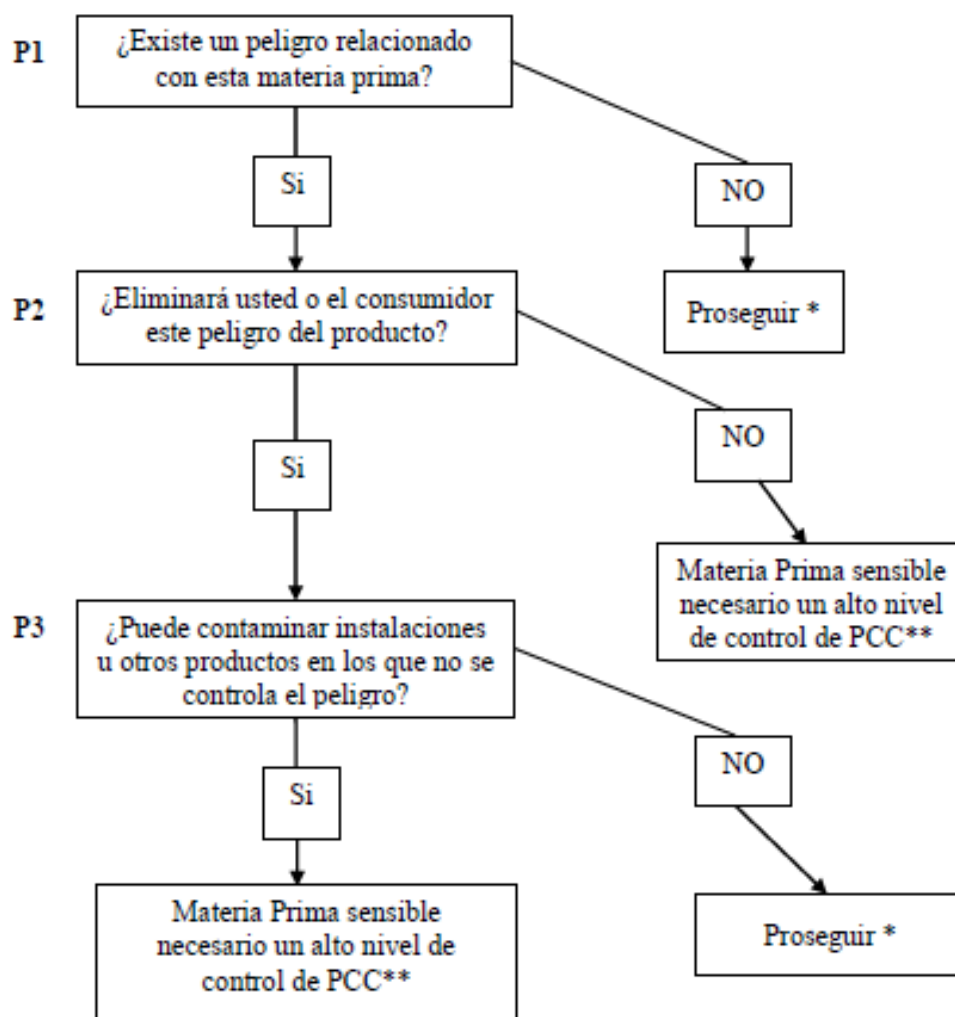 P1
¿Existe un peligro relacionado
con esta materia prima?
Si
NO
P2
¿Eliminará usted o el consumidor
este peligro del producto?
Proseguir *
Si
NO
Materia Prima sensible
necesario un alto nivel
de control de PCC**
P3
¿Puede contaminar instalaciones
u otros productos en los que no se
controla el peligro?
Si
NO
Materia Prima sensible
necesario un alto nivel de
control de PCC**
Proseguir *